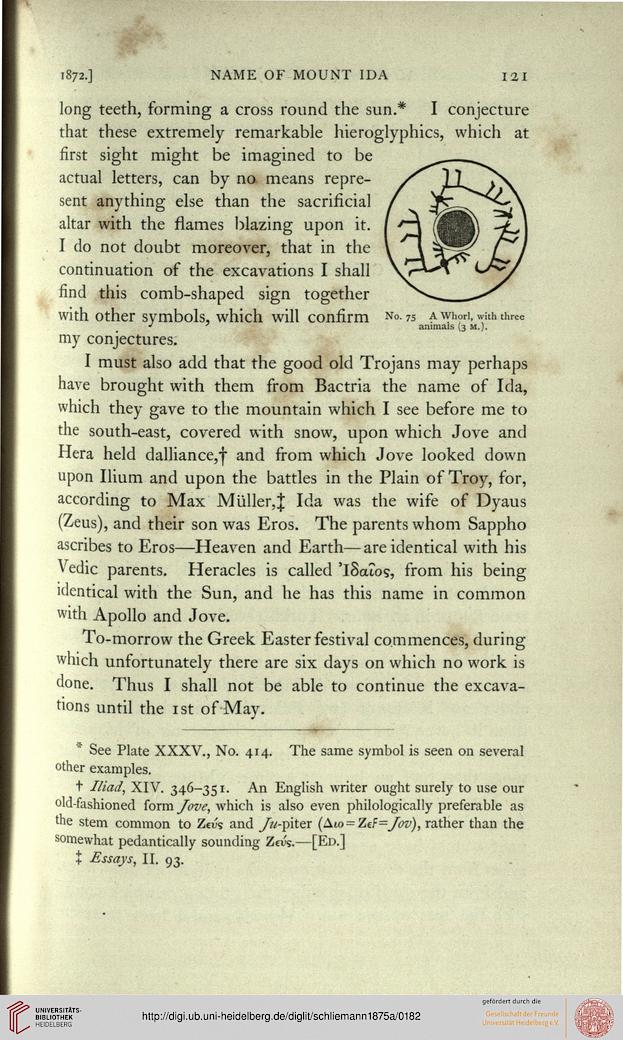 1872.] NAME OF MOUNT IDA 121
long teeth, forming a cross round the sun.* I conjecture
that these extremely remarkable hieroglyphics, which at
first sight might be imagined to be
actual letters, can by no means repre-
sent anything else than the sacrificial
altar with the flames blazing upon it.
I do not doubt moreover, that in the
continuation of the excavations I shall
find this comb-shaped sign together
with other symbols, which will confirm
my conjectures.
No. 75 A Whorl, with three
animals (3 M.).
I must also add that the good old Trojans may perhaps
have brought with them from Bactria the name of Ida,
which they gave to the mountain which I see before me to
the south-east, covered with snow, upon which Jove and
Hera held dalliance,† and from which Jove looked down
upon Ilium and upon the battles in the Plain of Troy, for,
according to Max Müller,‡ Ida was the wife of Dyaus
(Zeus), and their son was Eros. The parents whom Sappho
ascribes to Eros—Heaven and Earth—are identical with his
Vedic parents. Heracles is called Ἰδαῖος, from his being
identical with the Sun, and he has this name in common
with Apollo and Jove.
To-morrow the Greek Easter festival commences, during
which unfortunately there are six days on which no work is
done. Thus I shall not be able to continue the excava-
tions until the 1st of May.
* See Plate XXXV., No. 414. The same symbol is seen on several
other examples.
† Iliad, XIV. 346–351. An English writer ought surely to use our
old-fashioned form Jove, which is also even philologically preferable as
the stem common to Ζεύς and Ju-piter (Διο = ΖεϜ = Jov), rather than the
somewhat pedantically sounding Ζεύς.—[ED.]
‡ Essays, II. 93.
UNIVERSITÄTS-
BIBLIOTHEK
HEIDELBERG
http://digi.ub.uni-heidelberg.de/diglit/schliemann1875a/0182
gefördert durch die
Gesellschaft der Freunde
Universität Heidelberg e.V.